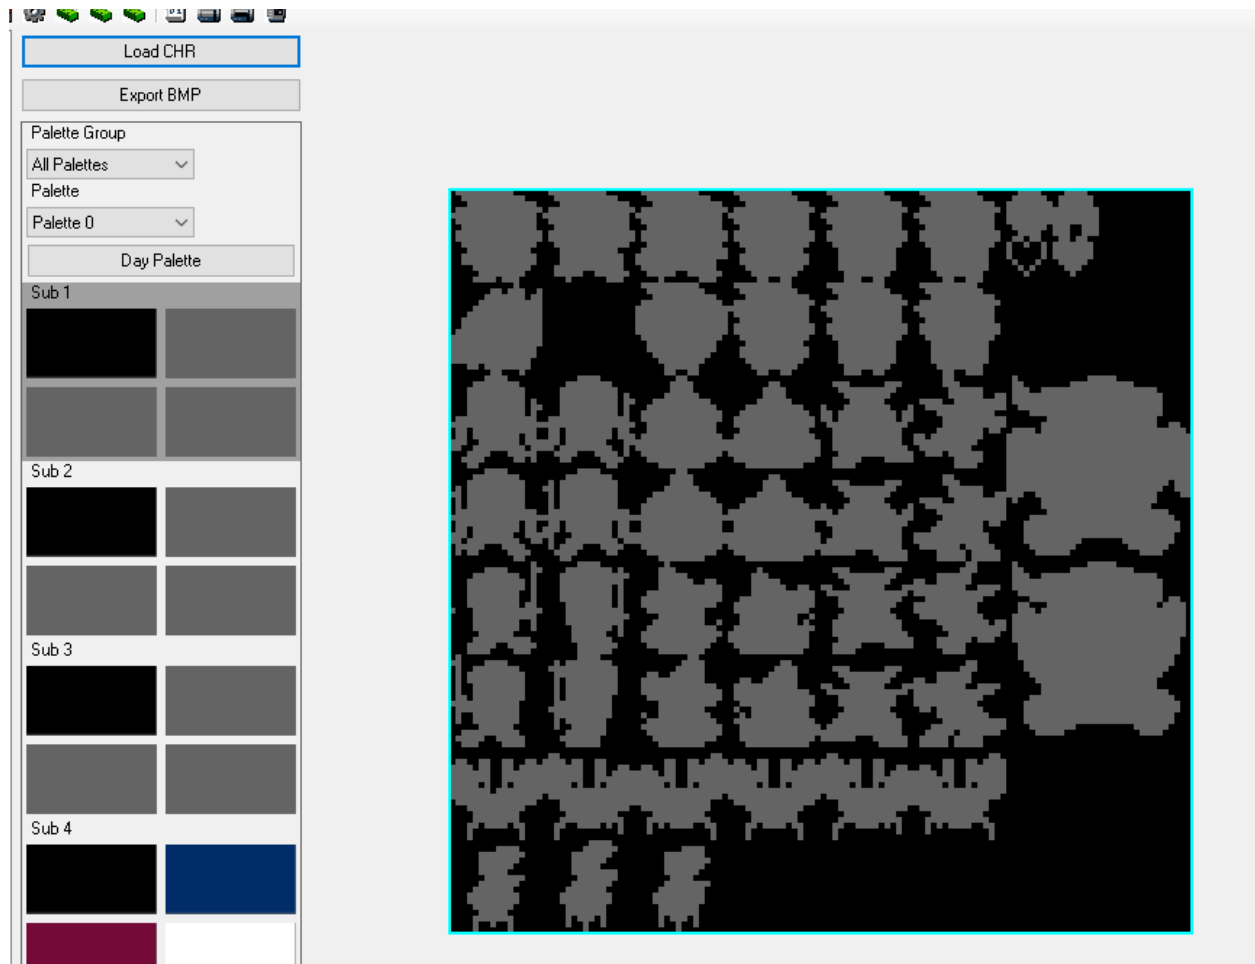 Load CHR
Export BMP
Palette Group
All Palettes
Palette
Palette 0
Day Palette
Sub 1
Sub 2
Sub 3
Sub 4